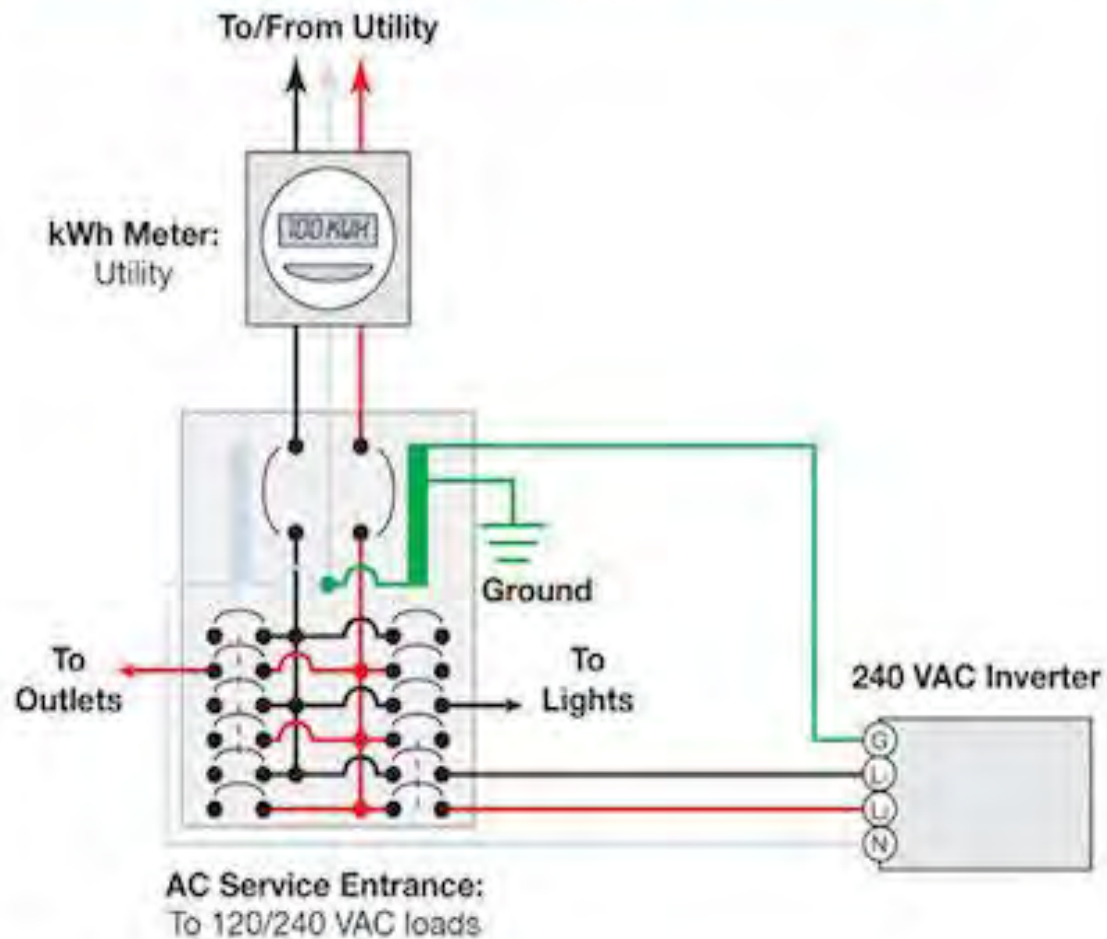 To/From Utility
kWh Meter:
Utility
100 KWH
Ground
To
Outlets
To
Lights
240 VAC Inverter
G
L
L
N
AC Service Entrance:
To 120/240 VAC loads